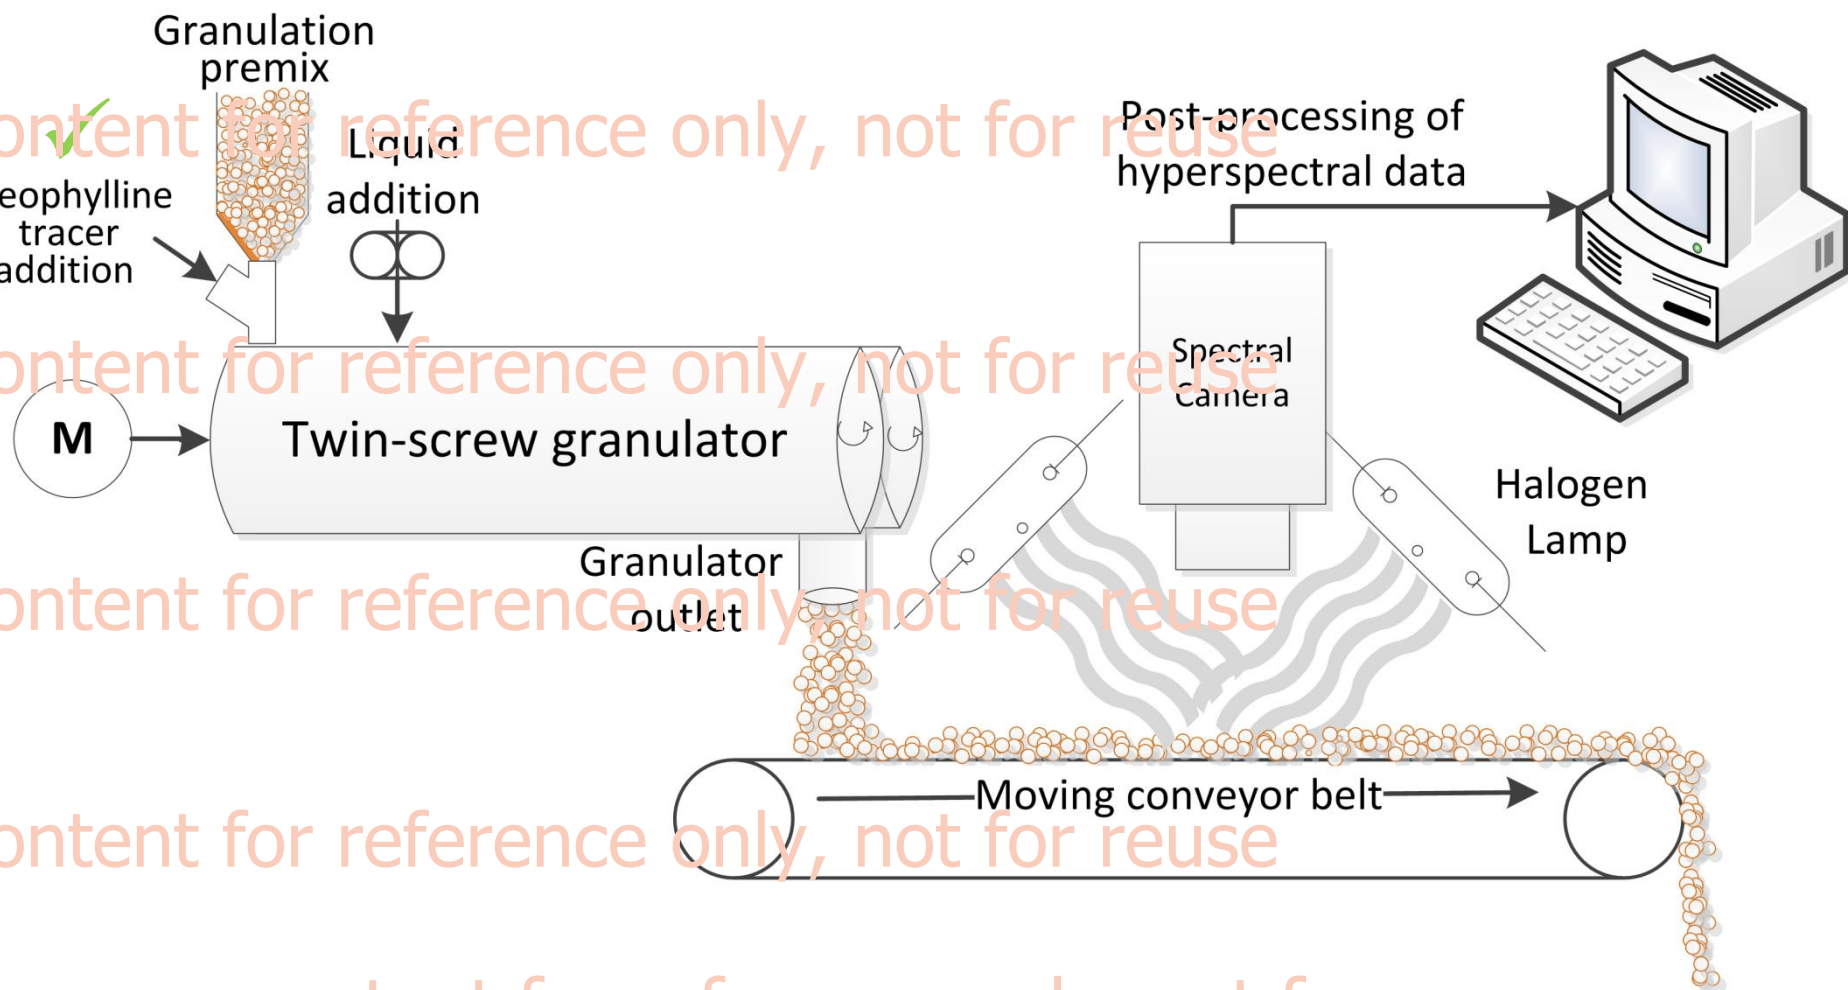 Granulation
premix
Liquid
addition
eophylline
tracer
addition
M
Twin-screw granulator
Granulator
outlet
Post-processing of
hyperspectral data
Spectral
Camera
Halogen
Lamp
Moving conveyor belt
ontent for reference only, not for reuse
ontent for reference only, not for reuse
ontent for reference only, not for reuse
ontent for reference only, not for reuse